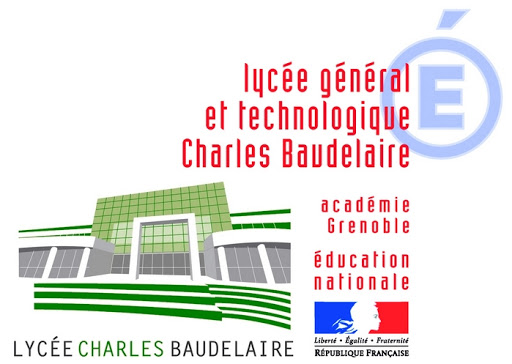 lycée général
et technologique
Charles Baudelaire
É
académie
Grenoble
éducation
nationale
Liberté • Égalité • Fraternité
RÉPUBLIQUE FRANÇAISE
LYCÉE CHARLES BAUDELAIRE